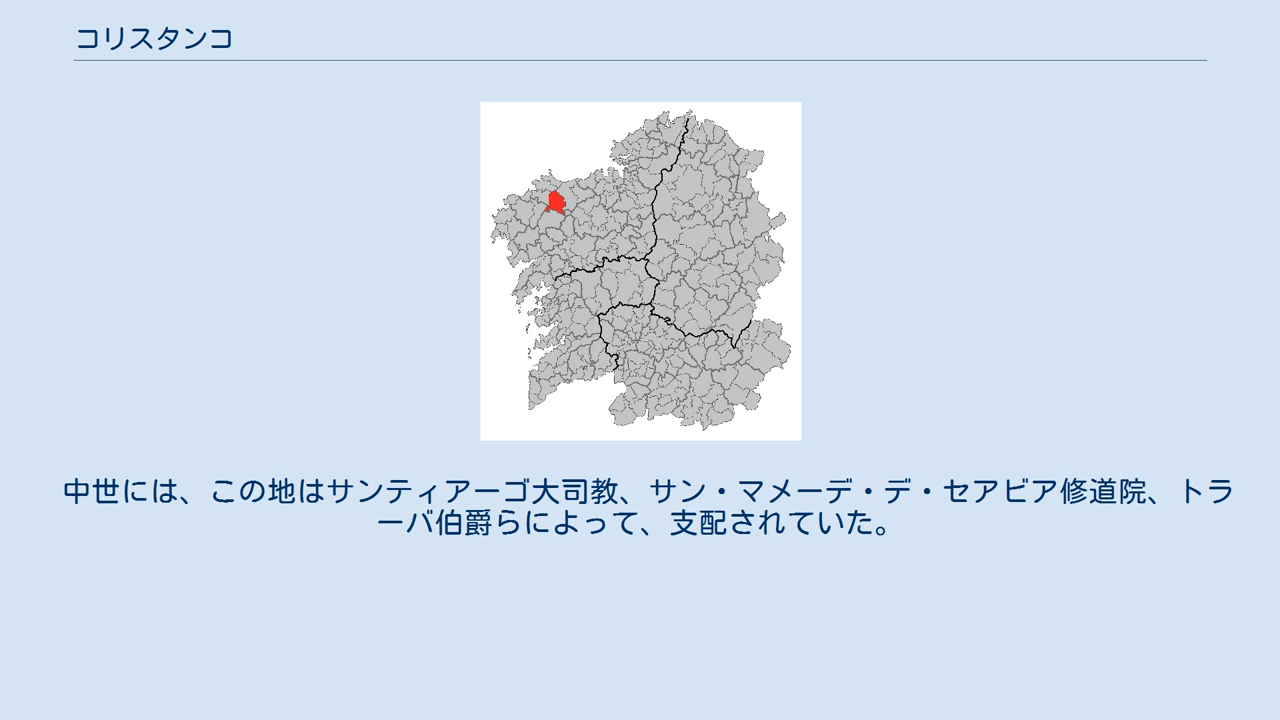 コリスタンコ
中世には、この地はサンティアーゴ大司教、サン・マメーデ・デ・セアビア修道院、トラ
ーバ伯爵らによって、支配されていた。